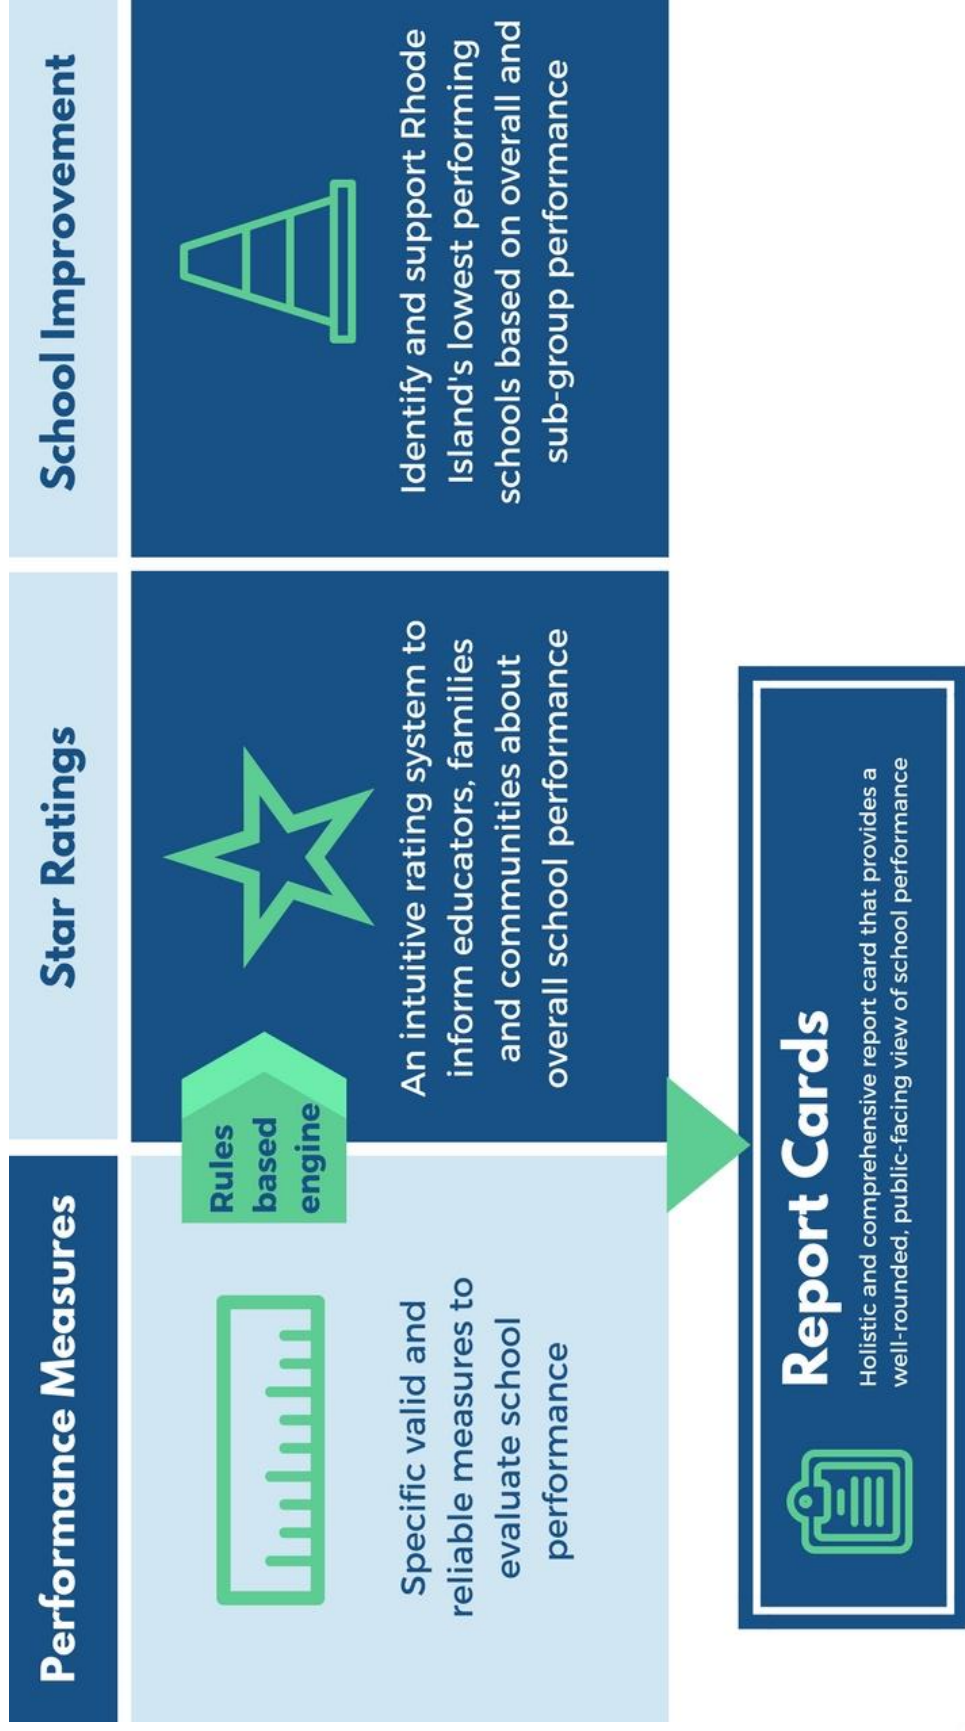 Performance Measures
Star Ratings
School Improvement
Rules
based
engine
Specific valid and
reliable measures to
evaluate school
performance
An intuitive rating system to
inform educators, families
and communities about
overall school performance
Identify and support Rhode
Island's lowest performing
schools based on overall and
sub-group performance
Report Cards
Holistic and comprehensive report card that provides a
well-rounded, public-facing view of school performance